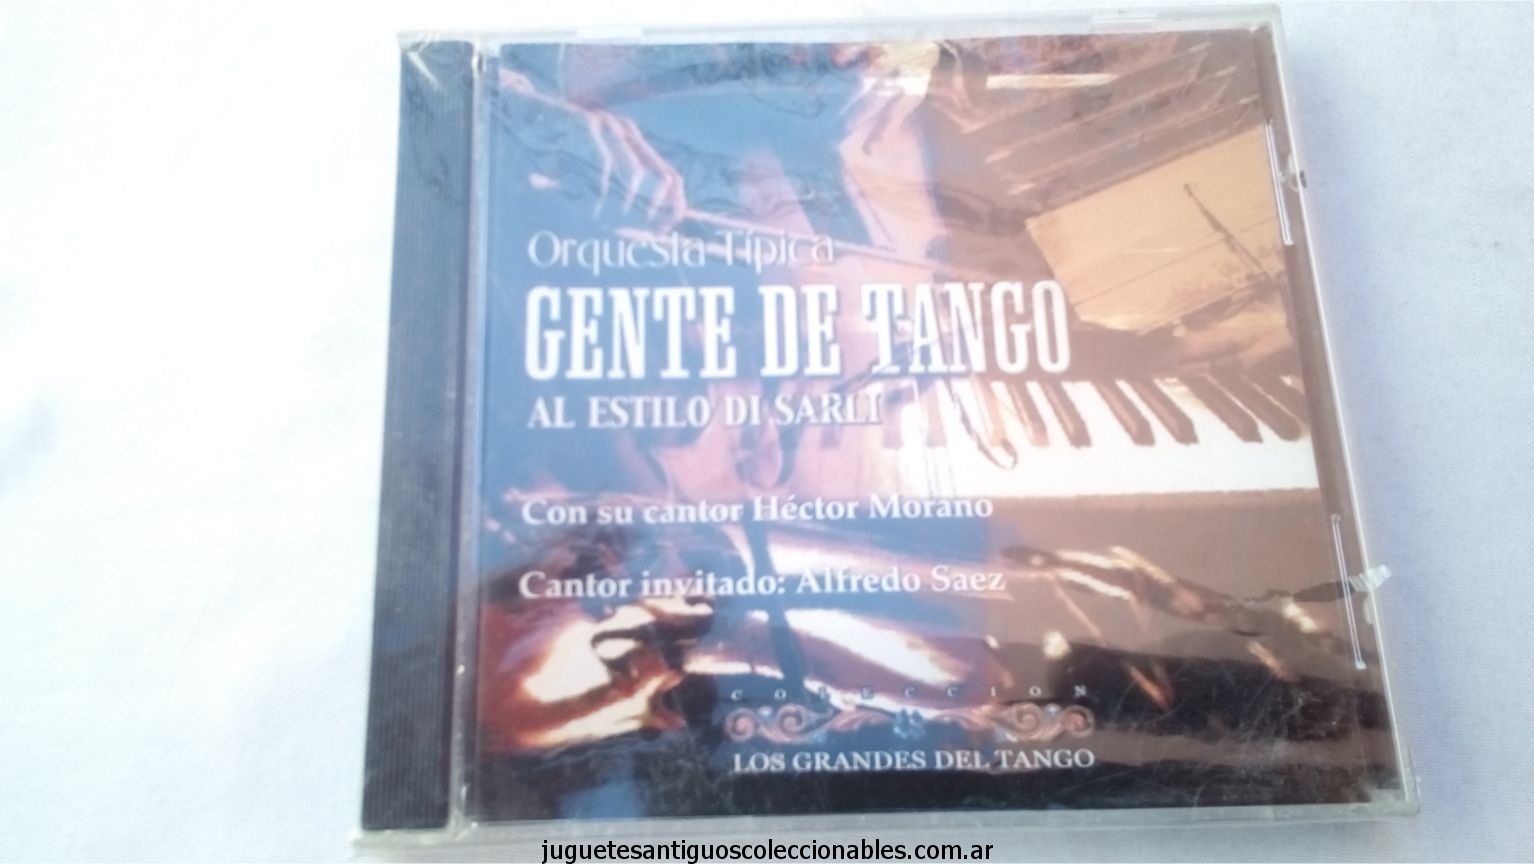 Orquesta Típica
GENTE DE TANGO
AL ESTILO DI SARLI
Con su cantor Héctor Morano
Cantor invitado: Alfredo Saez
COLECCION
LOS GRANDES DEL TANGO
juguetesantiguoscoleccionables.com.ar